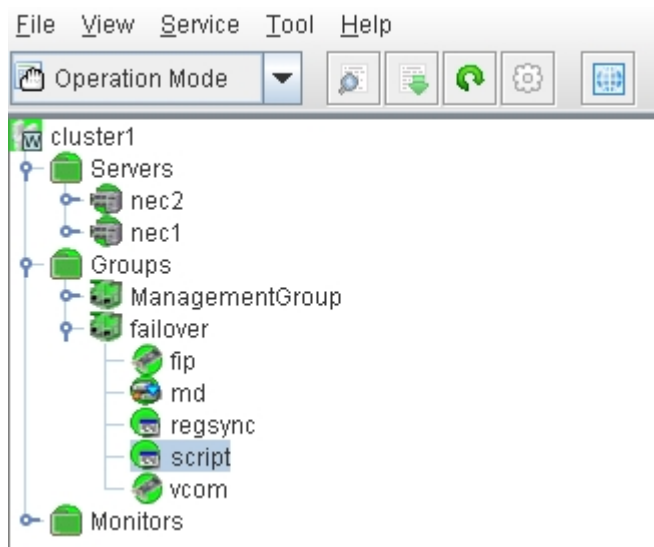 File View Service Tool Help
Operation Mode
cluster1
Servers
nec2
nec1
Groups
ManagementGroup
failover
fip
md
regsync
script
vcom
Monitors